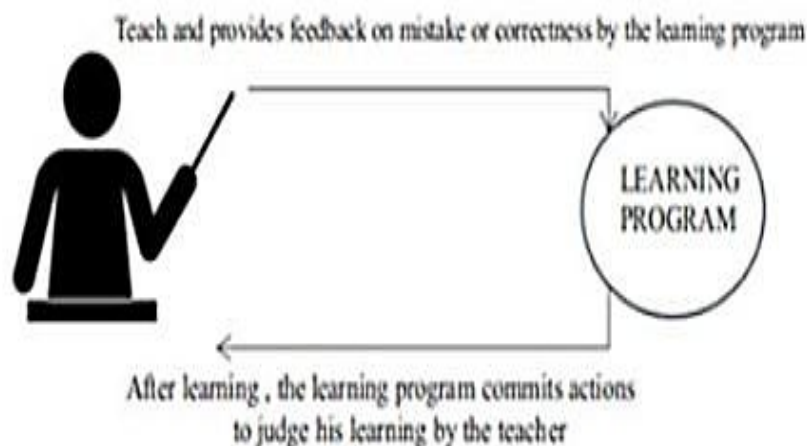 Teach and provides feedback on mistake or correctness by the learning program
LEARNING
PROGRAM
After learning , the learning program commits actions
to judge his learning by the teacher